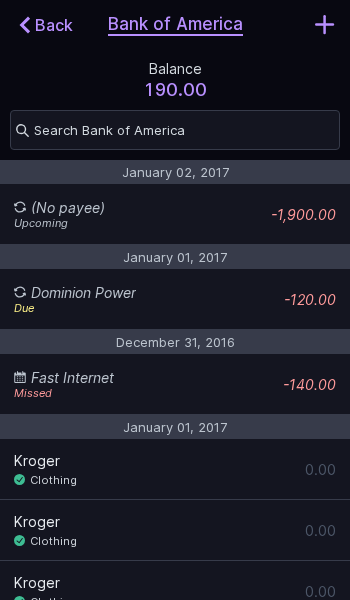 Back
Bank of America
Balance
190.00
Search Bank of America
January 02, 2017
(No payee)
-1,900.00
Upcoming
January 01, 2017
Dominion Power
-120.00
Due
December 31, 2016
Fast Internet
-140.00
Missed
January 01, 2017
Kroger
0.00
Clothing
Kroger
0.00
Clothing
Kroger
0.00